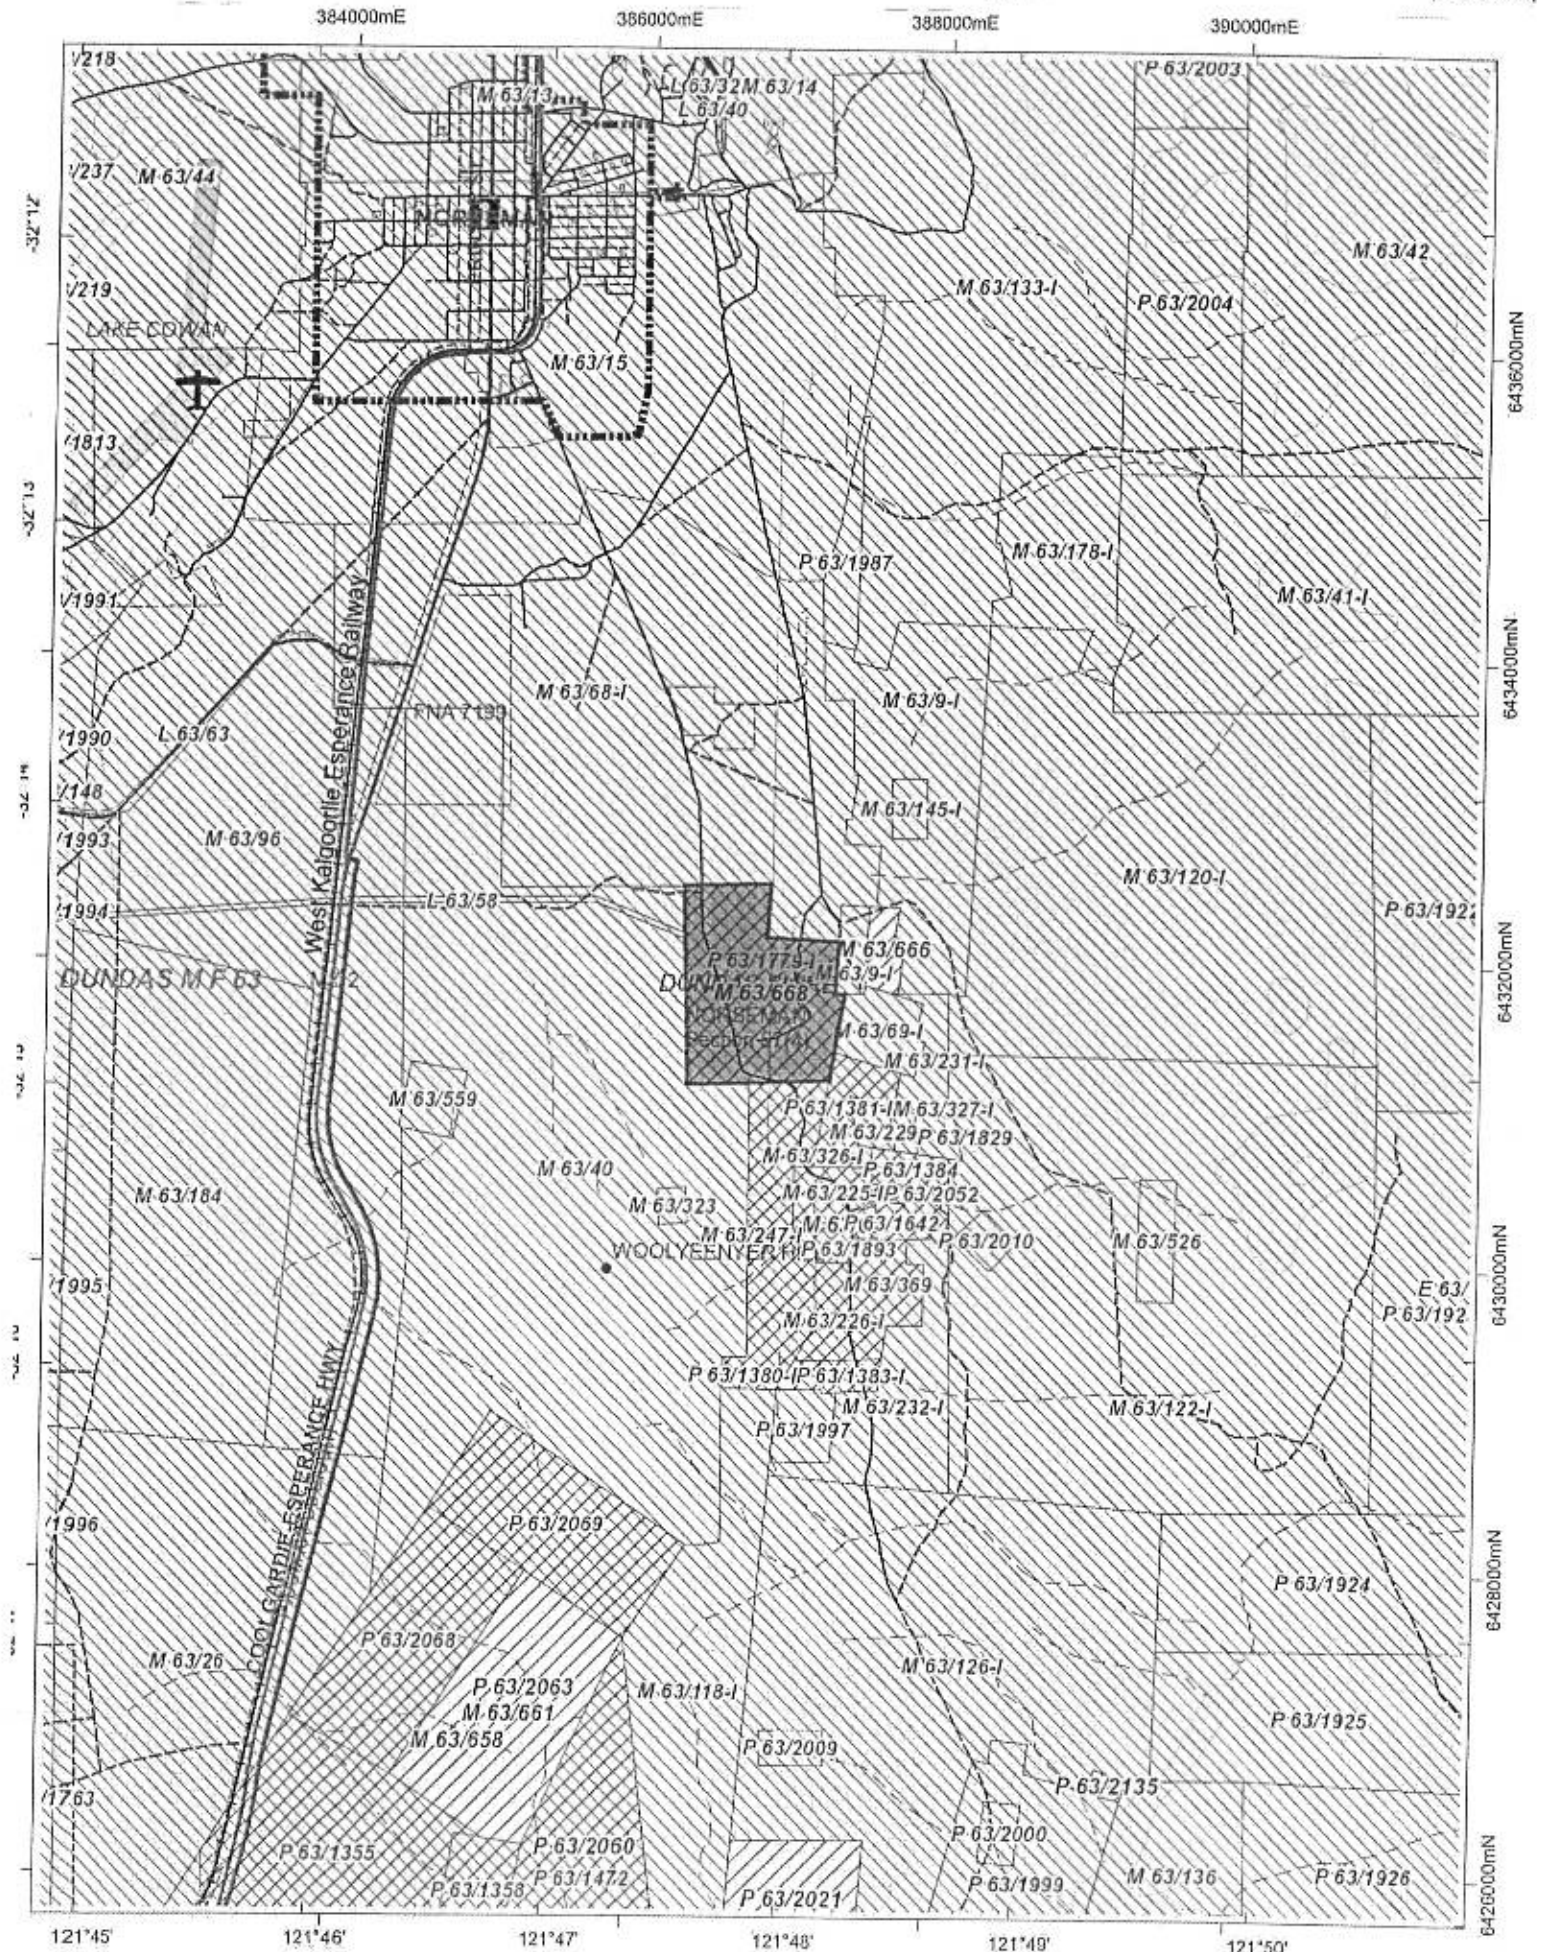 384000mE
386000mE
388000mE
390000mE
/218
M 63/13
L 63/32
M 63/14
L 63/40
P 63/2003
/237
M 63/44
-32°12'
M 63/42
/219
M 63/133-I
P 63/2004
LAKE COWAN
M 63/15
6436000mN
/1813
-32°13'
P 63/1987
M 63/178-I
/1991
M 63/41-I
West Kalgoorlie Esperance Railway
6434000mN
M 63/68-I
M 63/9-I
FNA 7199
/1990
L 63/63
/148
M 63/145-I
/1993
M 63/96
M 63/120-I
L 63/58
/1994
P 63/1922
M 63/666
P 63/1779-I
M 63/9-I
DUNDAS M.F 63
M 63/668
6432000mN
NORSEMAN
M 63/69-I
M 63/231-I
M 63/559
P 63/1381-I
M 63/327-I
M 63/229
P 63/1829
M 63/326-I
M 63/40
P 63/1384
M 63/184
M 63/225-I
P 63/2052
M 63/323
P 63/1642
M 63/247-I
P 63/2010
M 63/526
WOOLYEENYER
P 63/1893
6430000mN
/1995
M 63/369
E 63/
P 63/192
M 63/226-I
P 63/1380-I
P 63/1383-I
M 63/232-I
M 63/122-I
P 63/1997
COOLGARDIE ESPERANCE HWY
/1996
P 63/2069
P 63/1924
6428000mN
P 63/2068
M 63/26
M 63/126-I
P 63/2063
M 63/118-I
M 63/661
P 63/1925
M 63/658
P 63/2009
P 63/2135
/1763
P 63/2000
P 63/1355
P 63/2060
P 63/1472
P 63/1358
P 63/2021
P 63/1999
M 63/136
P 63/1926
6426000mN
121°45'
121°46'
121°47'
121°48'
121°49'
121°50'